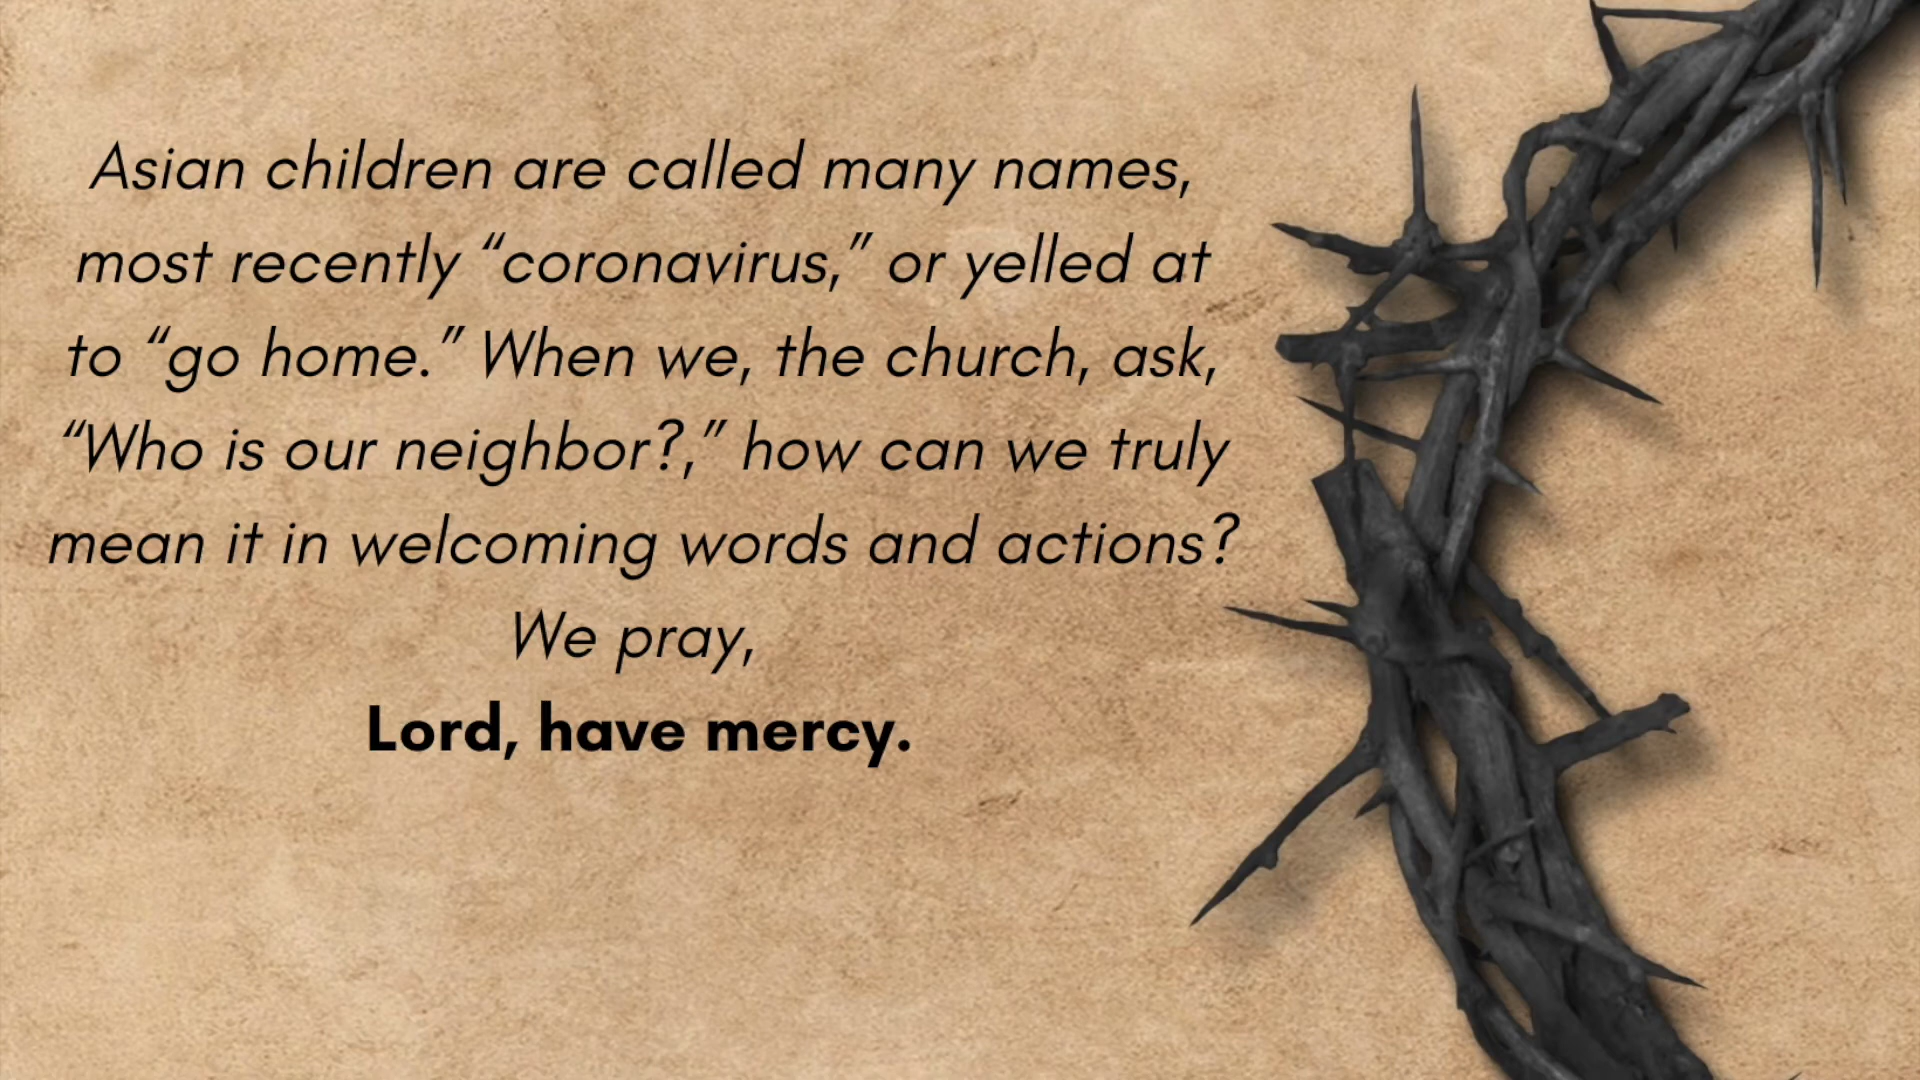 Asian children are called many names,
most recently “coronavirus,” or yelled at
to “go home.” When we, the church, ask,
“Who is our neighbor?,” how can we truly
mean it in welcoming words and actions?
We pray,
Lord, have mercy.